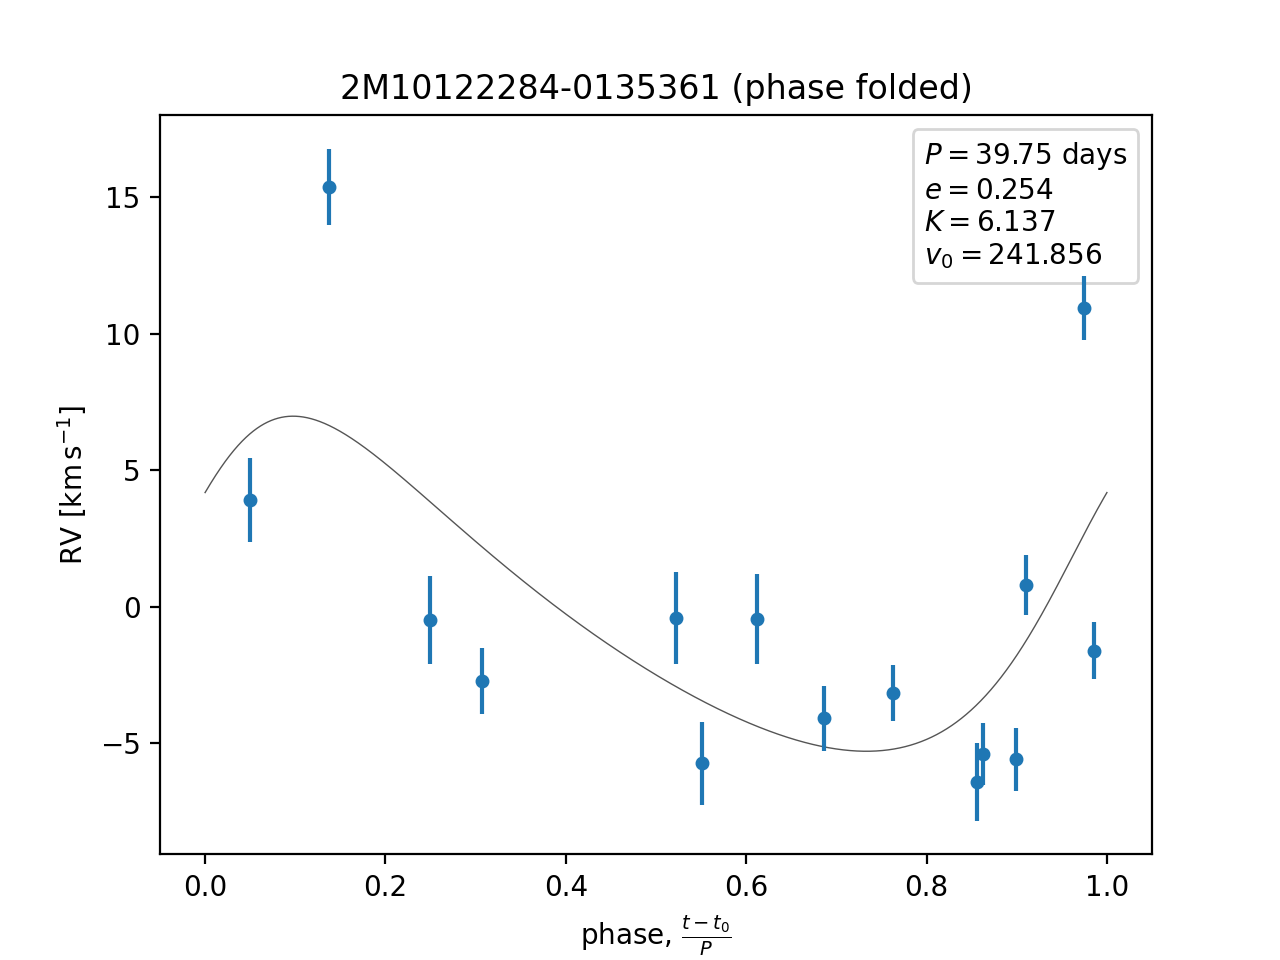 2M10122284-0135361 (phase folded)
P = 39.75 days
e = 0.254
K = 6.137
v₀ = 241.856
RV [km s⁻¹]
15
10
5
0
−5
0.0 0.2 0.4 0.6 0.8 1.0
phase, (t − t₀)/P